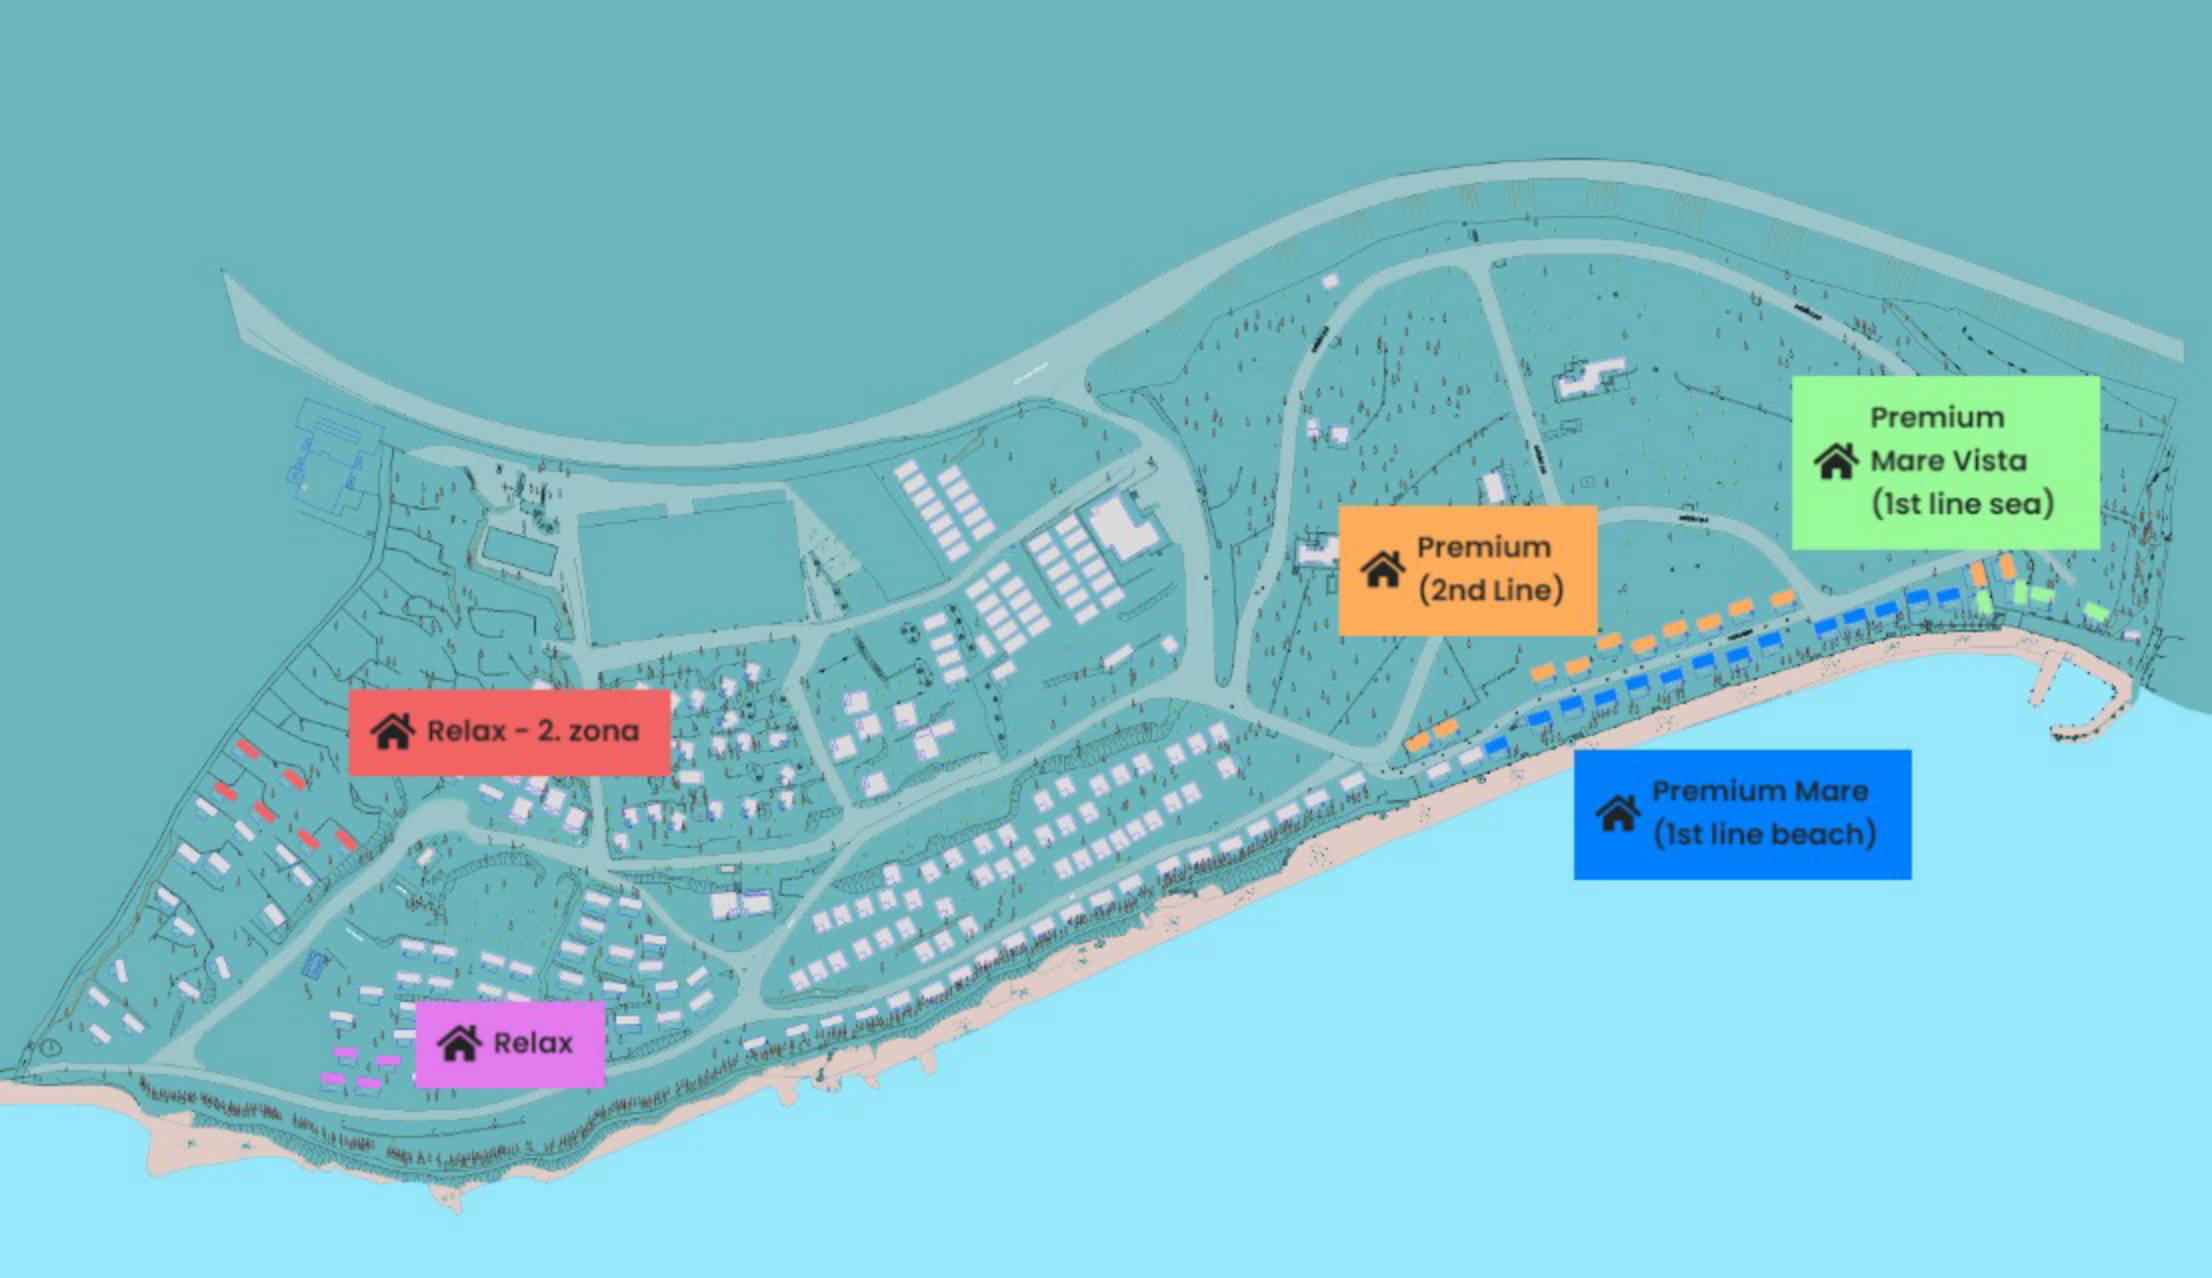 Premium
Mare Vista
(1st line sea)
Premium
(2nd Line)
Relax - 2. zona
Premium Mare
(1st line beach)
Relax